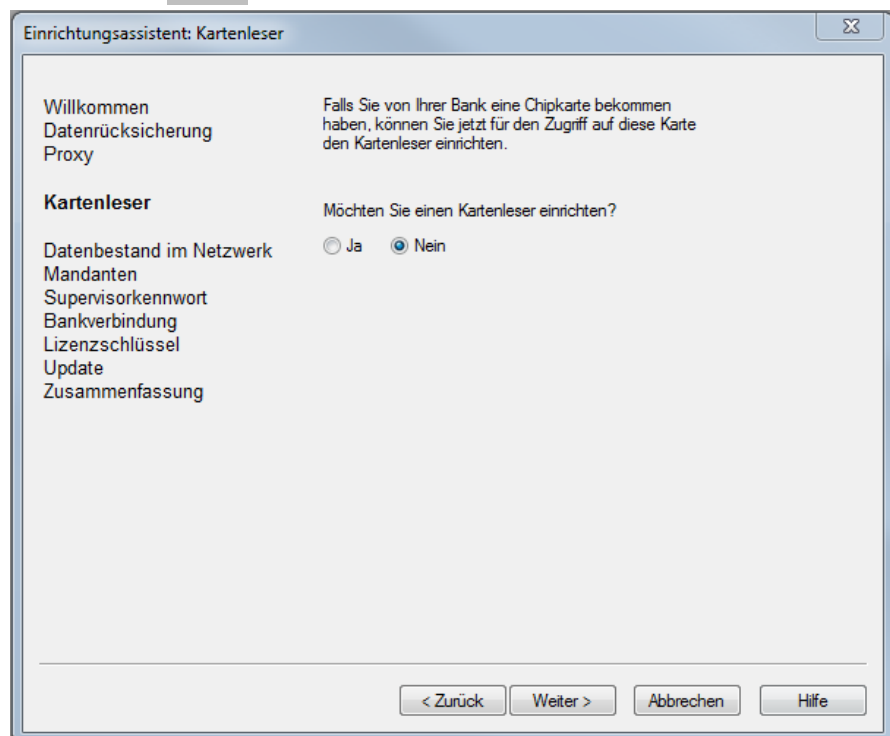 Einrichtungsassistent: Kartenleser
Willkommen
Datenrücksicherung
Proxy
Kartenleser
Datenbestand im Netzwerk
Mandanten
Supervisorkennwort
Bankverbindung
Lizenzschlüssel
Update
Zusammenfassung
Falls Sie von Ihrer Bank eine Chipkarte bekommen
haben, können Sie jetzt für den Zugriff auf diese Karte
den Kartenleser einrichten.
Möchten Sie einen Kartenleser einrichten?
Ja Nein
< Zurück Weiter > Abbrechen Hilfe